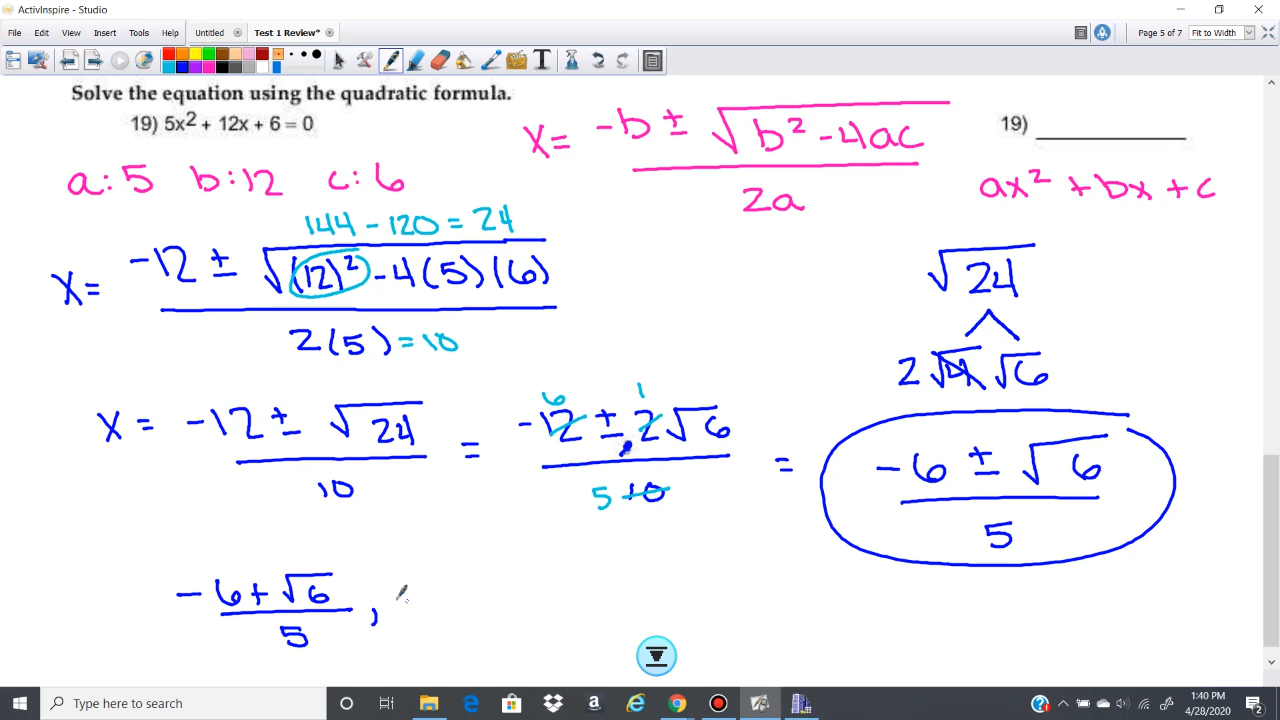 ActivInspire - Studio
File Edit View Insert Tools Help Untitled Test 1 Review* Page 5 of 7 Fit to Width
Solve the equation using the quadratic formula.
19) 5x² + 12x + 6 = 0
x = (-b ± √(b² - 4ac)) / 2a
19) ____________
a: 5 b: 12 c: 6
ax² + bx + c
144 - 120 = 24
x = (-12 ± √((12)² - 4(5)(6))) / 2(5) = 10
√24
2 √4 √6
x = (-12 ± √24) / 10 = (-12 ± 2√6) / 10 = (-6 ± √6) / 5
6 1
5
(-6 + √6) / 5 ,
Type here to search
1:40 PM
4/28/2020
2